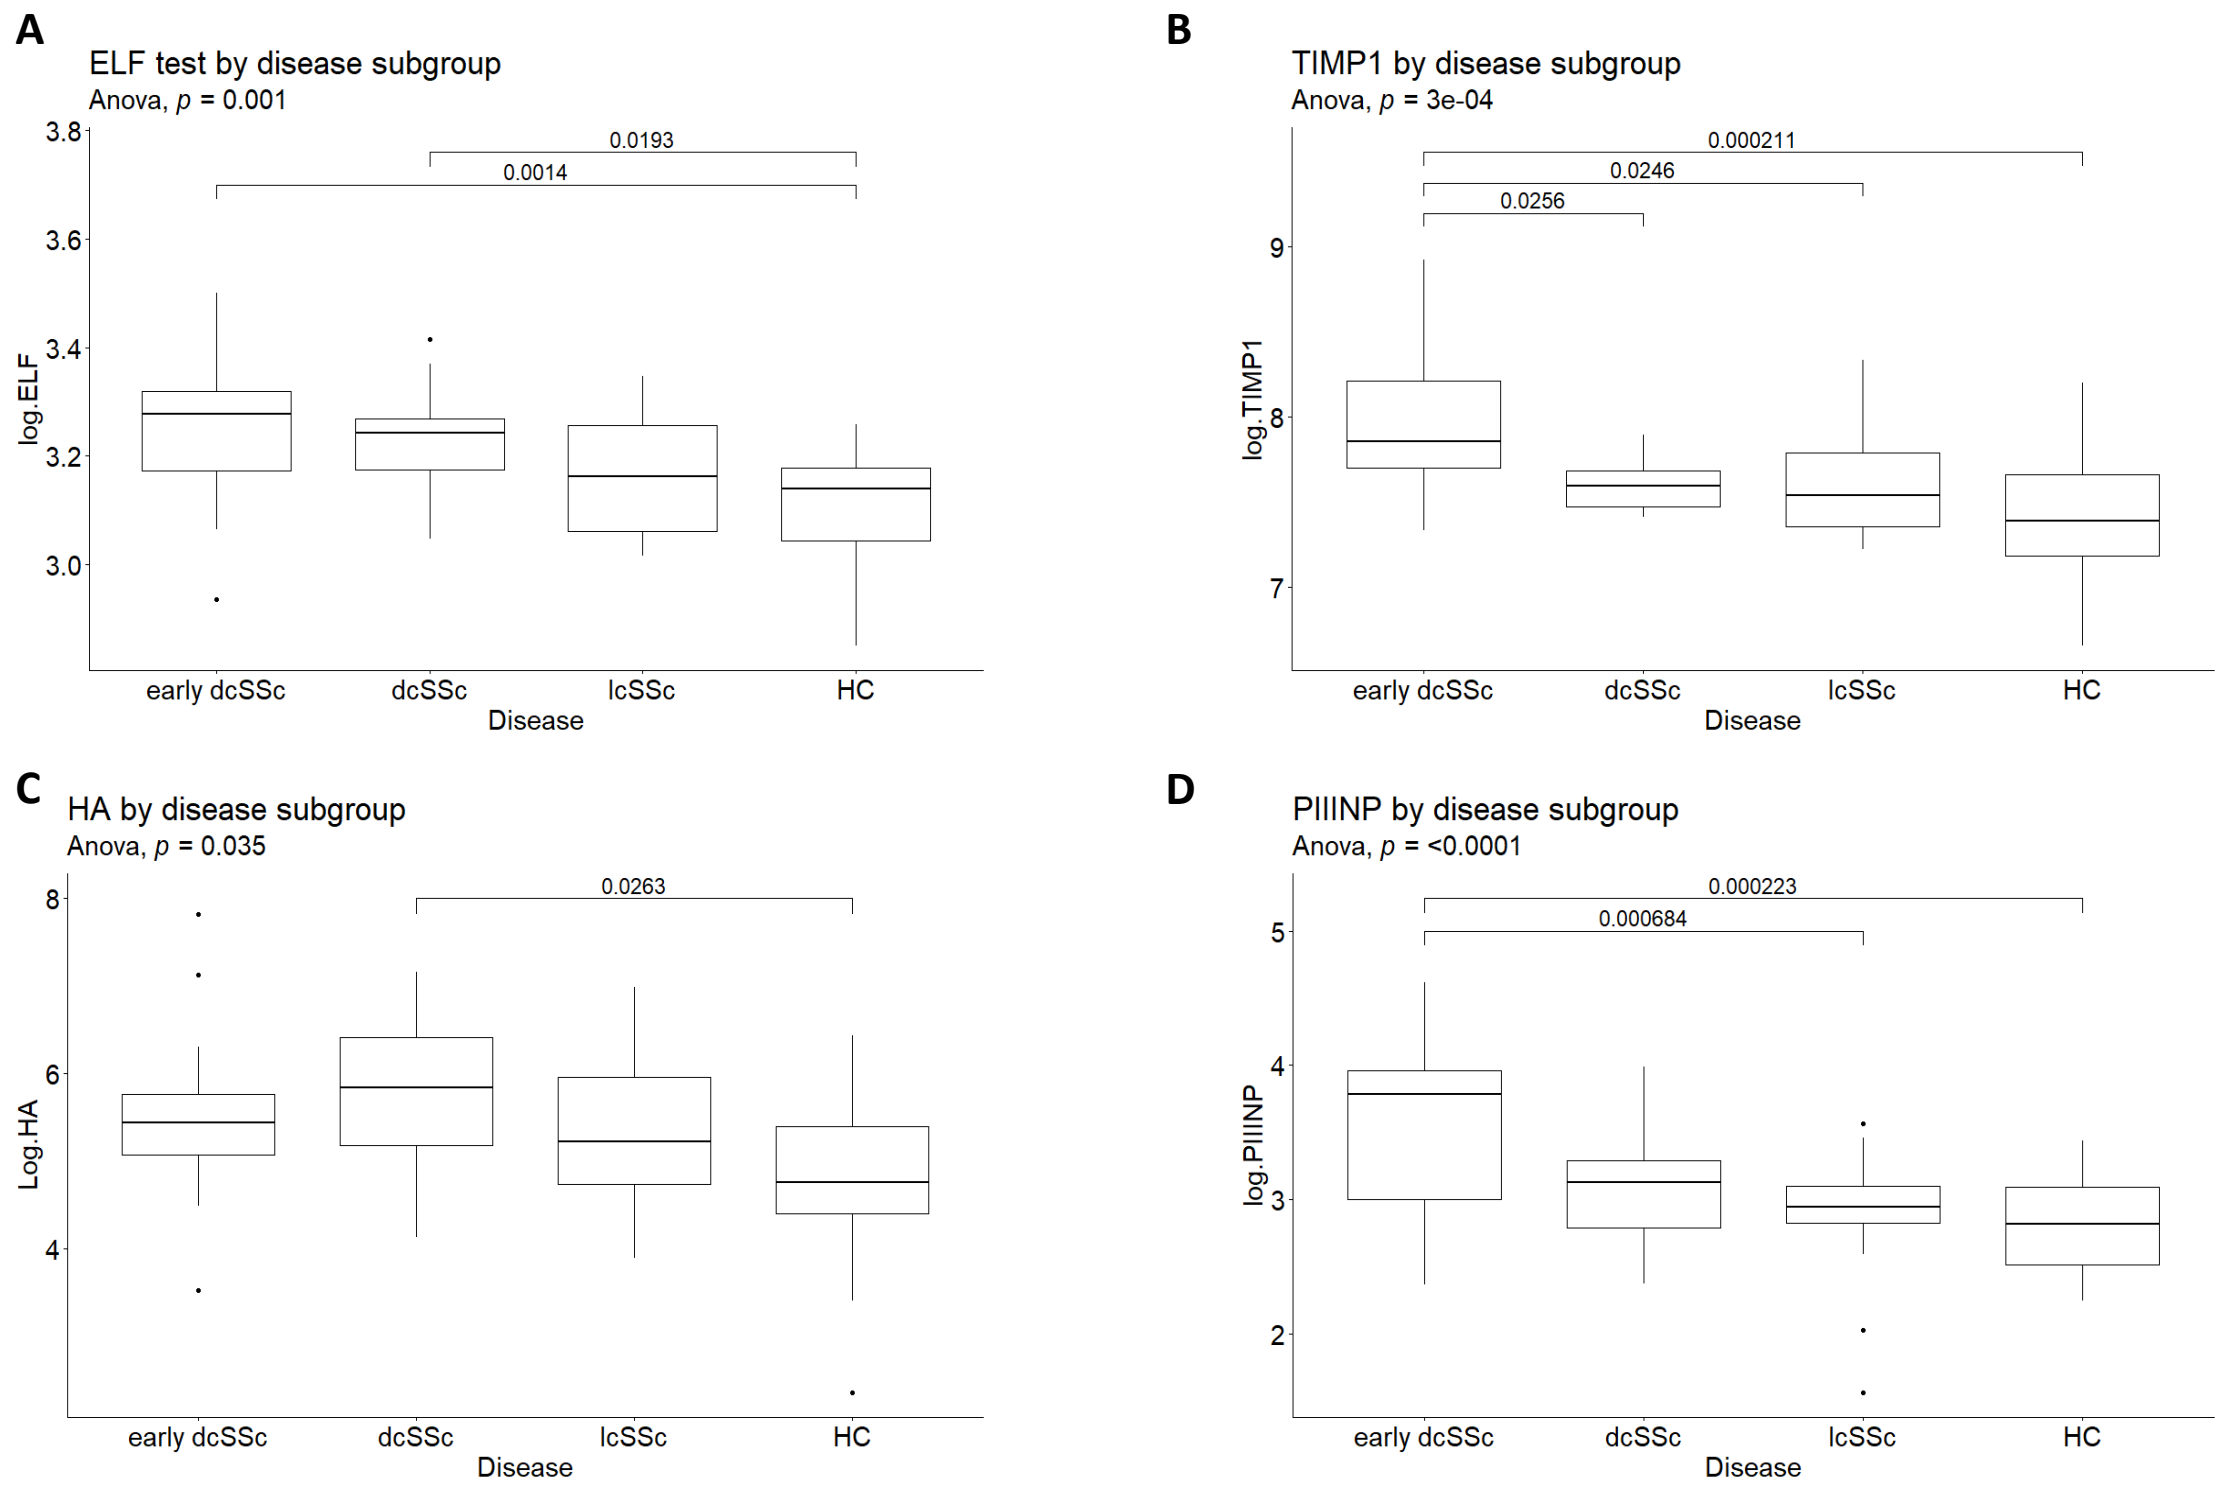 A
ELF test by disease subgroup
Anova, p = 0.001
3.8
3.6
3.4
3.2
3.0
log.ELF
0.0193
0.0014
early dcSSc
dcSSc
lcSSc
HC
Disease
B
TIMP1 by disease subgroup
Anova, p = 3e-04
9
8
7
log.TIMP1
0.000211
0.0246
0.0256
early dcSSc
dcSSc
lcSSc
HC
Disease
C
HA by disease subgroup
Anova, p = 0.035
8
6
4
Log.HA
0.0263
early dcSSc
dcSSc
lcSSc
HC
Disease
D
PIIINP by disease subgroup
Anova, p = <0.0001
5
4
3
2
log.PIIINP
0.000223
0.000684
early dcSSc
dcSSc
lcSSc
HC
Disease